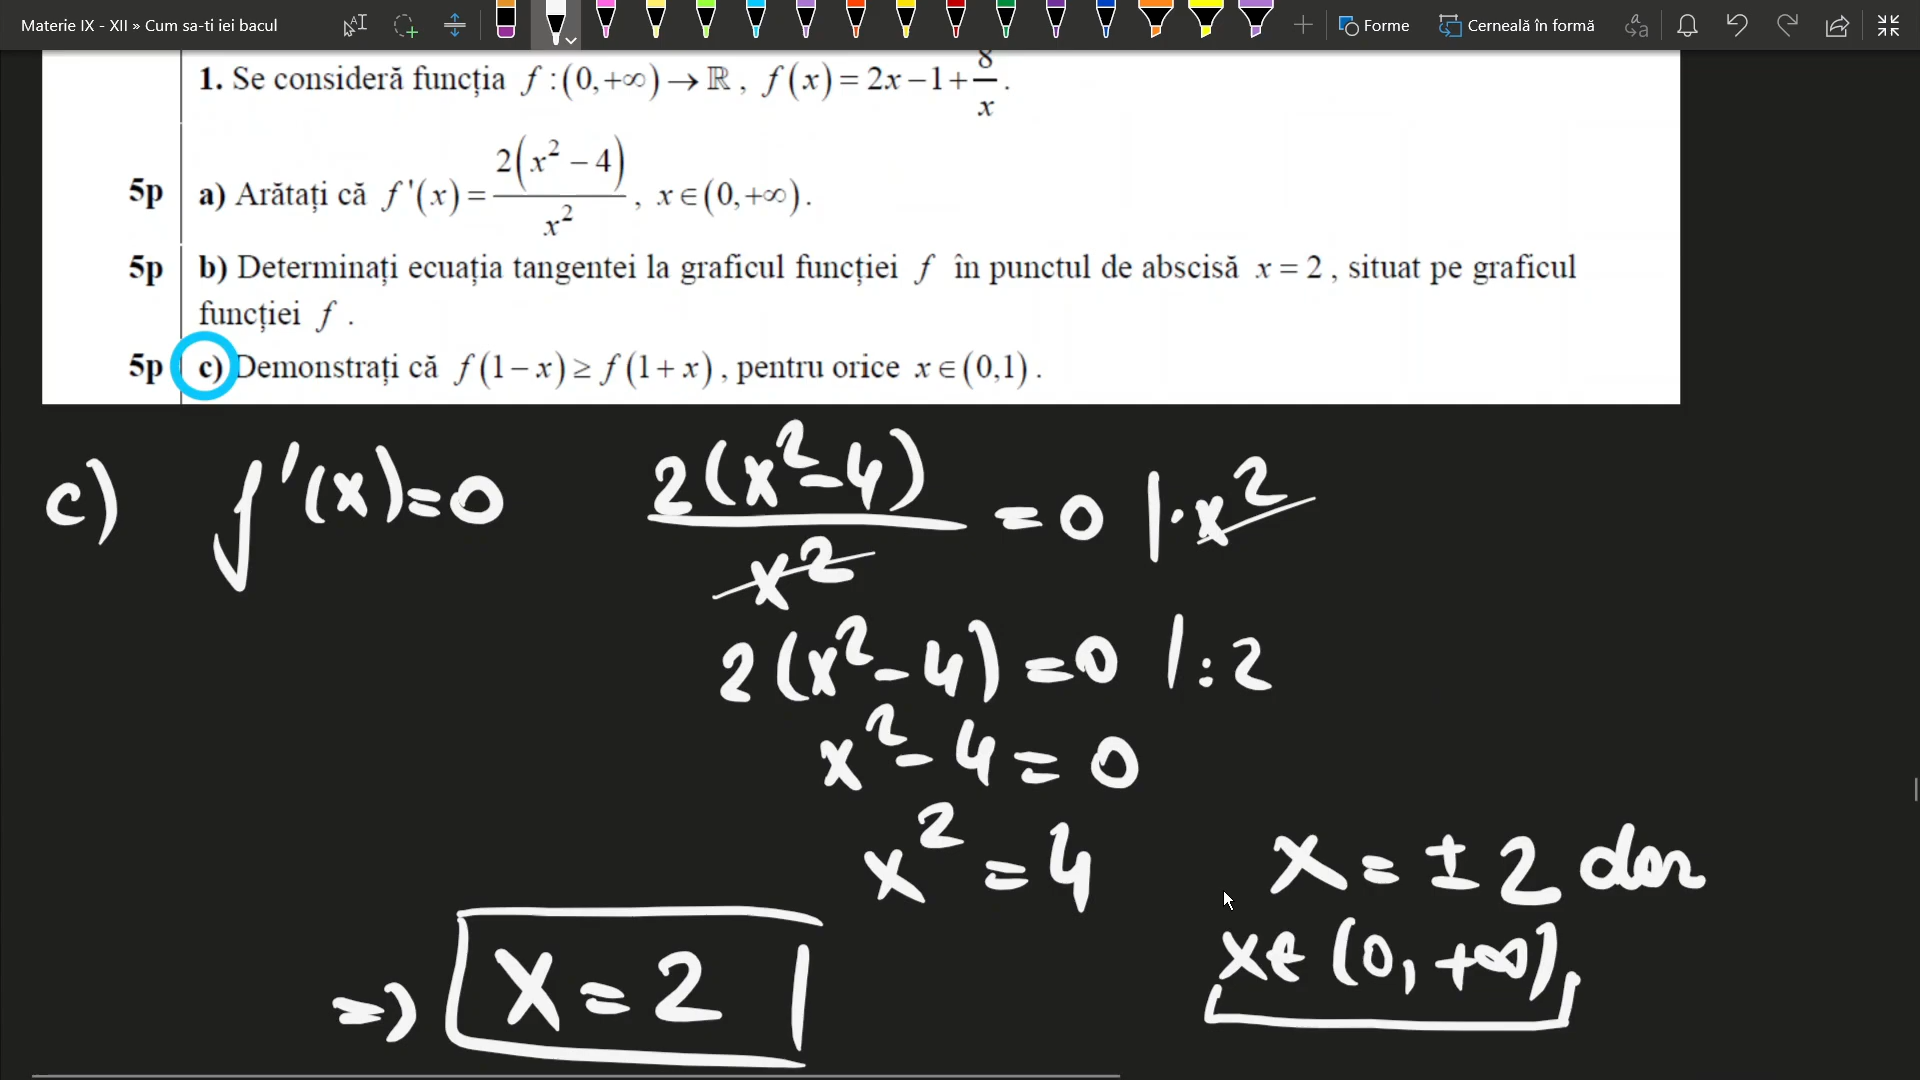 Materie IX - XII » Cum sa-ti iei bacul
Forme
Cerneală în formă
1. Se consideră funcția f : (0, +∞) → ℝ, f(x) = 2x − 1 + 8/x.
5p a) Arătați că f'(x) = 2(x² − 4)/x², x ∈ (0, +∞).
5p b) Determinați ecuația tangentei la graficul funcției f în punctul de abscisă x = 2, situat pe graficul
funcției f.
5p c) Demonstrați că f(1 − x) ≥ f(1 + x), pentru orice x ∈ (0,1).
c) f'(x) = 0 2(x² − 4)/x² = 0 | · x²
2(x² − 4) = 0 | : 2
x² − 4 = 0
x² = 4 x = ± 2 dar
x ∈ (0, +∞)
=> x = 2